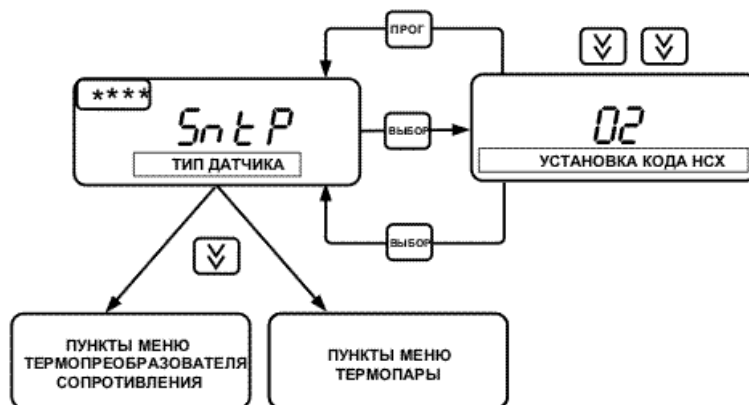 ПРОГ
****
SntP
ТИП ДАТЧИКА
ВЫБОР
02
УСТАНОВКА КОДА НСХ
ВЫБОР
ПУНКТЫ МЕНЮ
ТЕРМОПРЕОБРАЗОВАТЕЛЯ
СОПРОТИВЛЕНИЯ
ПУНКТЫ МЕНЮ
ТЕРМОПАРЫ